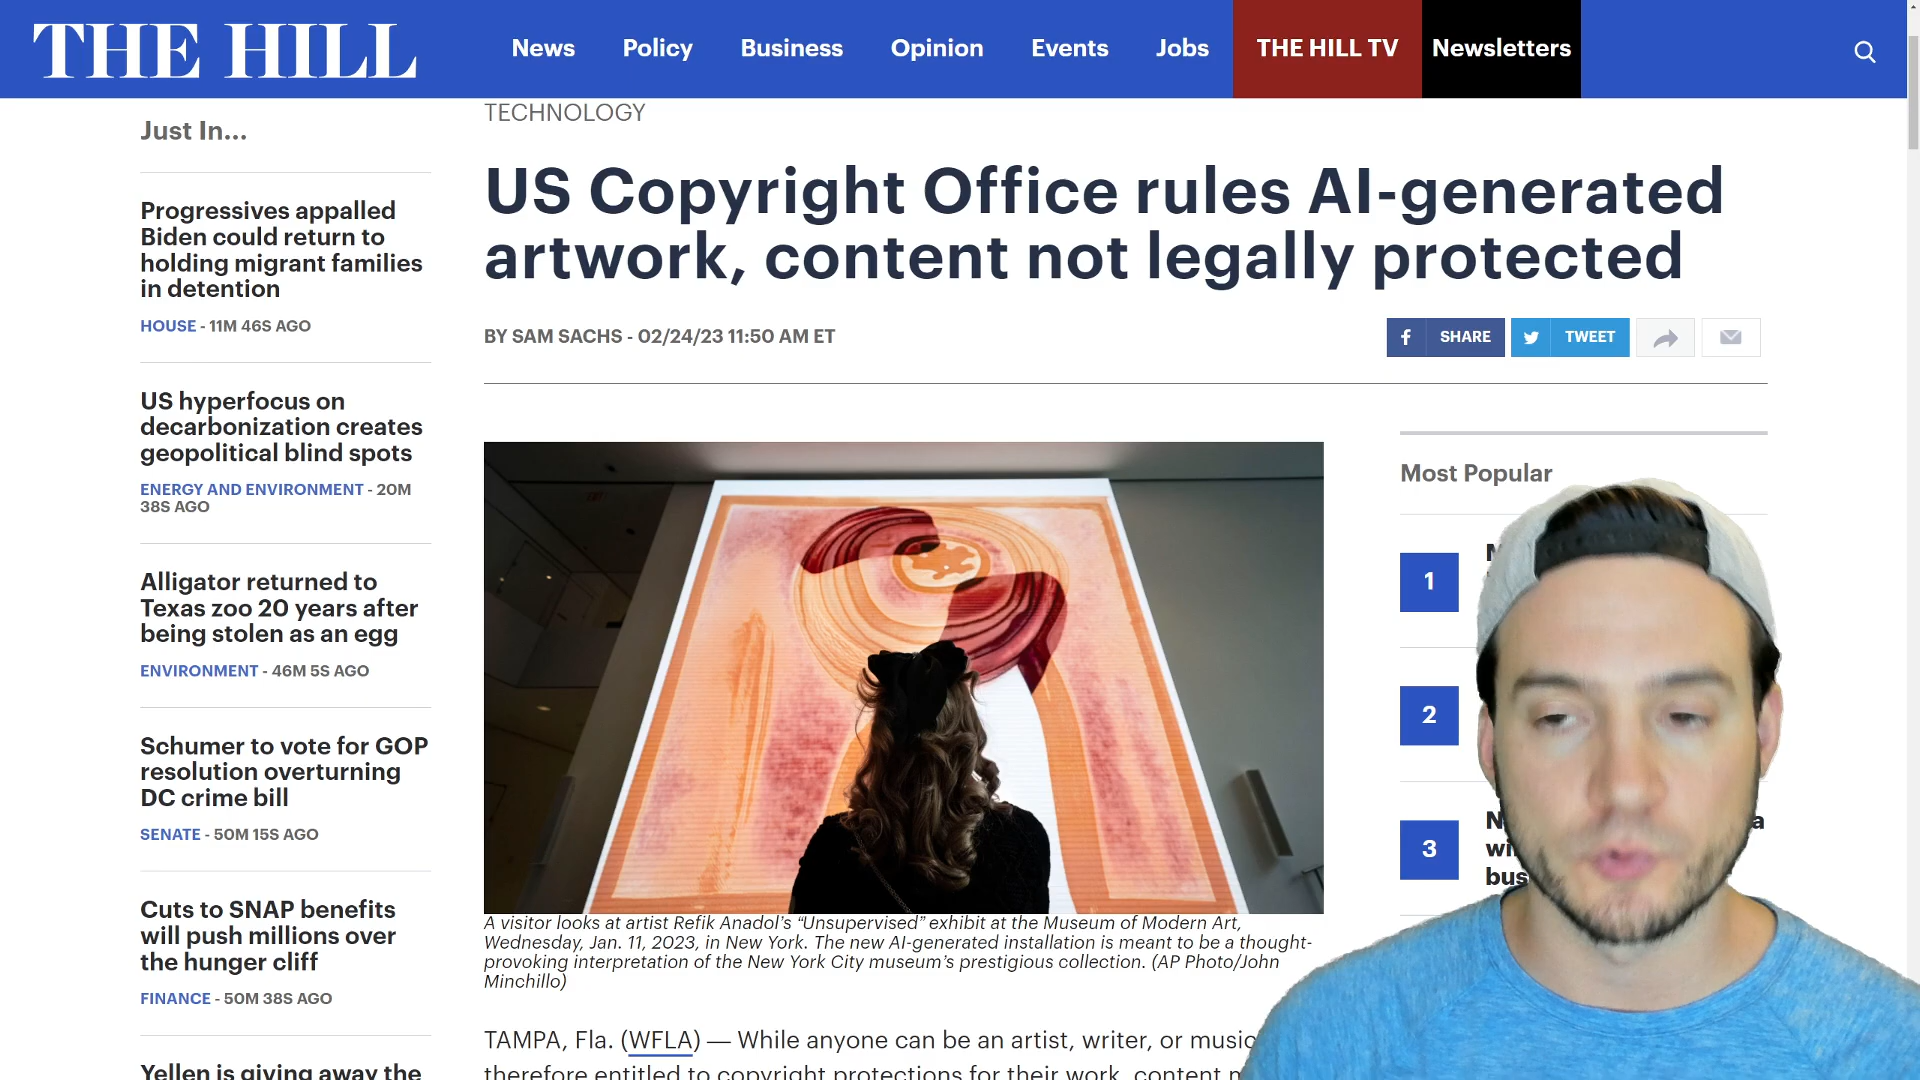 THE HILL
News
Policy
Business
Opinion
Events
Jobs
THE HILL TV
Newsletters
Just In...
Progressives appalled
Biden could return to
holding migrant families
in detention
HOUSE - 11M 46S AGO
US hyperfocus on
decarbonization creates
geopolitical blind spots
ENERGY AND ENVIRONMENT - 20M
38S AGO
Alligator returned to
Texas zoo 20 years after
being stolen as an egg
ENVIRONMENT - 46M 5S AGO
Schumer to vote for GOP
resolution overturning
DC crime bill
SENATE - 50M 15S AGO
Cuts to SNAP benefits
will push millions over
the hunger cliff
FINANCE - 50M 38S AGO
Yellen is giving away the
TECHNOLOGY
US Copyright Office rules AI-generated
artwork, content not legally protected
BY SAM SACHS - 02/24/23 11:50 AM ET
SHARE
TWEET
A visitor looks at artist Refik Anadol’s “Unsupervised” exhibit at the Museum of Modern Art,
Wednesday, Jan. 11, 2023, in New York. The new AI-generated installation is meant to be a thought-
provoking interpretation of the New York City museum’s prestigious collection. (AP Photo/John
Minchillo)
TAMPA, Fla. (WFLA) — While anyone can be an artist, writer, or
therefore entitled to copyright protections for their work, content
Most Popular
1
2
3